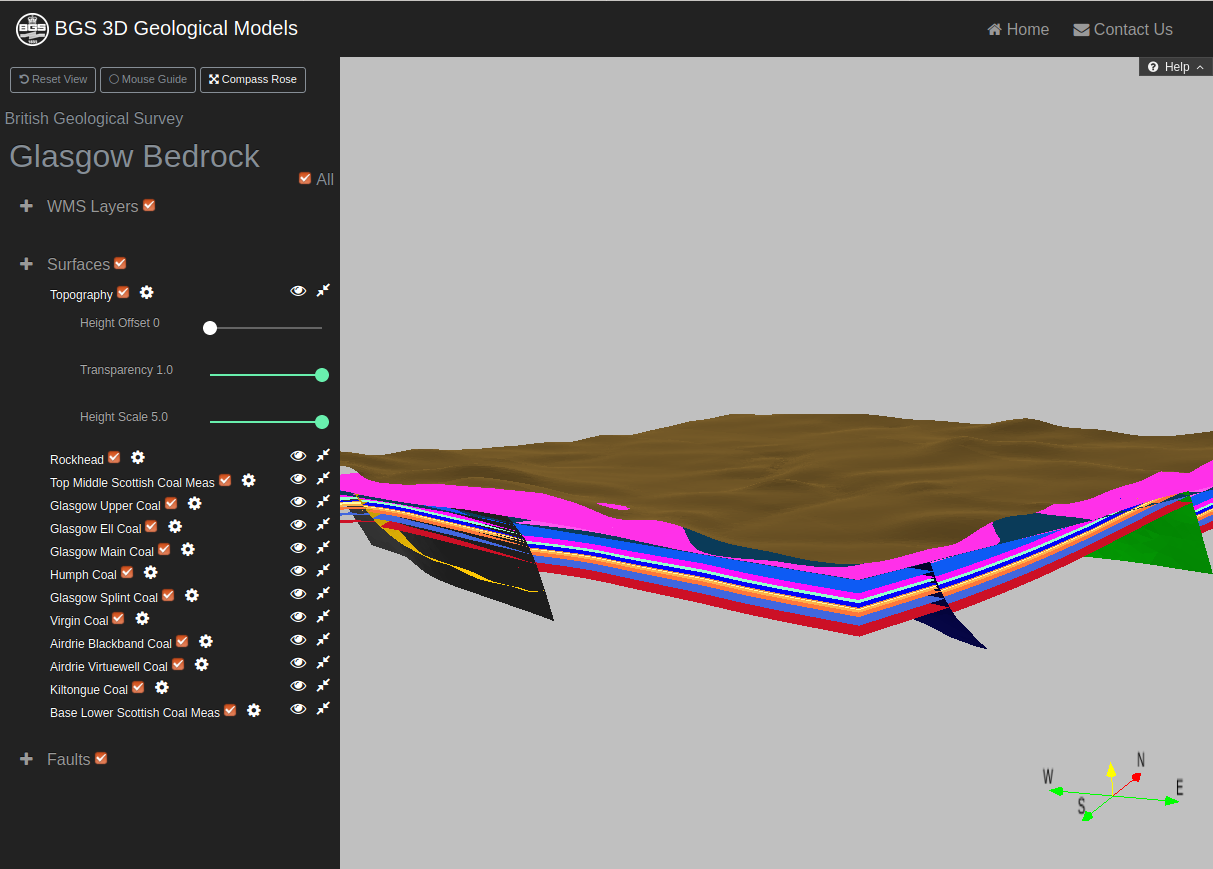 BGS
BGS 3D Geological Models
Home
Contact Us
Reset View
Mouse Guide
Compass Rose
Help
British Geological Survey
Glasgow Bedrock
All
WMS Layers
Surfaces
Topography
Height Offset 0
Transparency 1.0
Height Scale 5.0
Rockhead
Top Middle Scottish Coal Meas
Glasgow Upper Coal
Glasgow Ell Coal
Glasgow Main Coal
Humph Coal
Glasgow Splint Coal
Virgin Coal
Airdrie Blackband Coal
Airdrie Virtuewell Coal
Kiltongue Coal
Base Lower Scottish Coal Meas
Faults
N
W
E
S